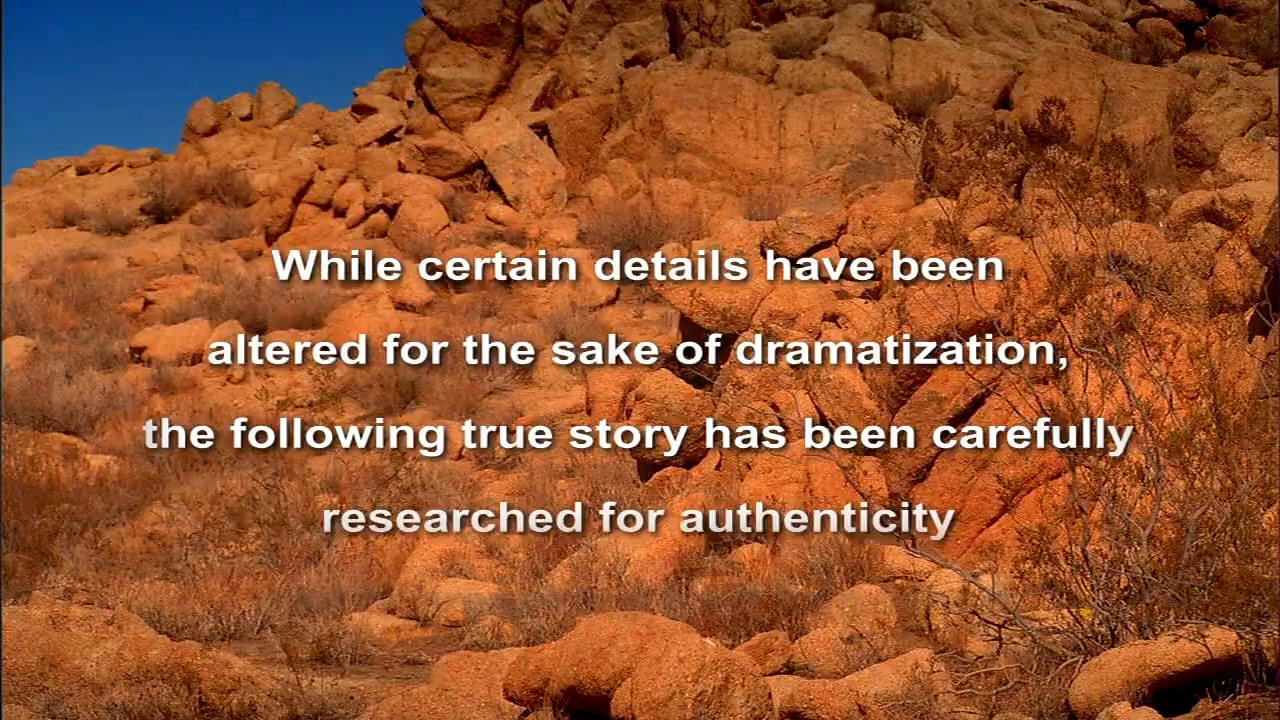 While certain details have been
altered for the sake of dramatization,
the following true story has been carefully
researched for authenticity